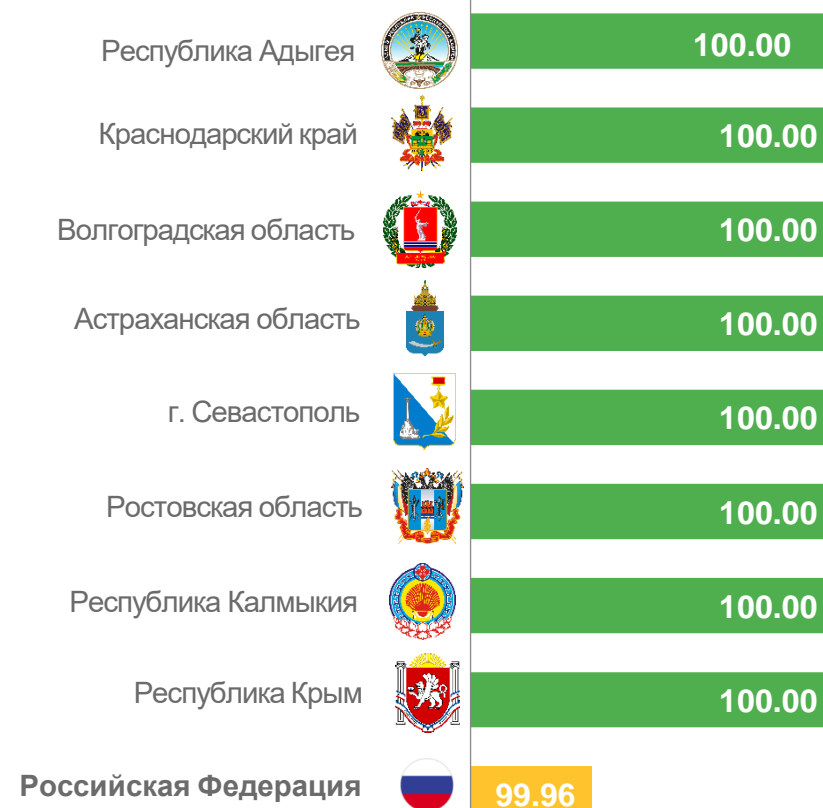 Республика Адыгея 100.00
Краснодарский край 100.00
Волгоградская область 100.00
Астраханская область 100.00
г. Севастополь 100.00
Ростовская область 100.00
Республика Калмыкия 100.00
Республика Крым 100.00
Российская Федерация 99.96